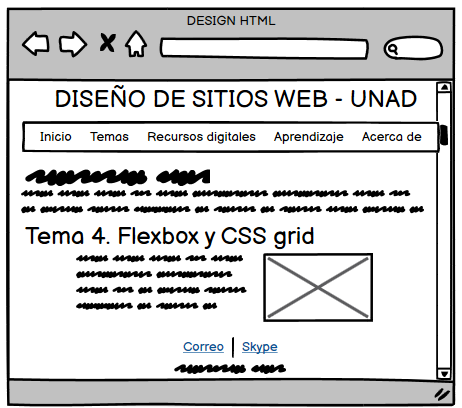 DESIGN HTML
DISEÑO DE SITIOS WEB - UNAD
Inicio Temas Recursos digitales Aprendizaje Acerca de
Tema 4. Flexbox y CSS grid
Correo | Skype